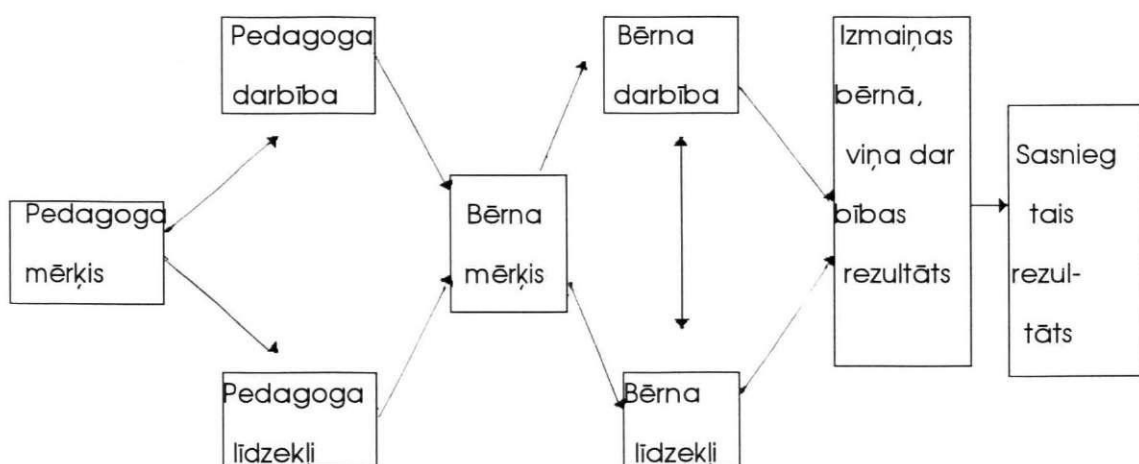 Pedagoga
darbība
Bērna
darbība
Izmaiņas
bērnā,
viņa dar
bības
rezultāts
Sasnieg
tais
rezul-
tāts
Pedagoga
mērķis
Bērna
mērķis
Pedagoga
līdzekļi
Bērna
līdzekļi